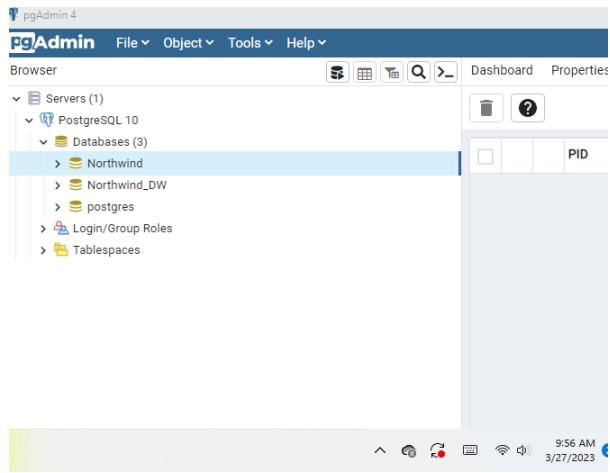 pgAdmin 4
pgAdmin File Object Tools Help
Browser
Dashboard Properties
Servers (1)
PostgreSQL 10
Databases (3)
PID
Northwind
Northwind_DW
postgres
Login/Group Roles
Tablespaces
9:56 AM
3/27/2023